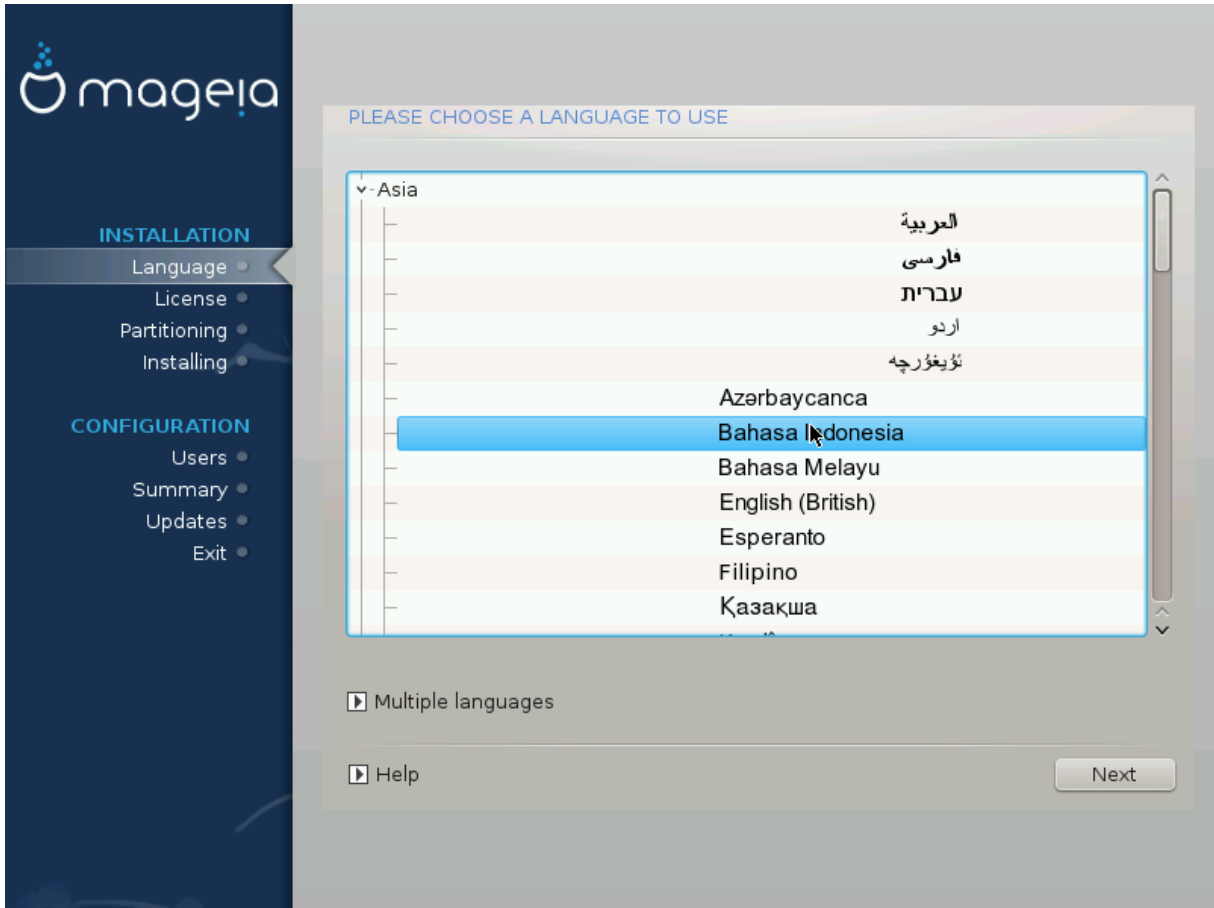 mageia
INSTALLATION
Language
License
Partitioning
Installing
CONFIGURATION
Users
Summary
Updates
Exit
PLEASE CHOOSE A LANGUAGE TO USE
Asia
العربية
فارسی
עברית
اردو
ئۇيغۇرچە
Azərbaycanca
Bahasa Indonesia
Bahasa Melayu
English (British)
Esperanto
Filipino
Қазақша
Multiple languages
Help
Next